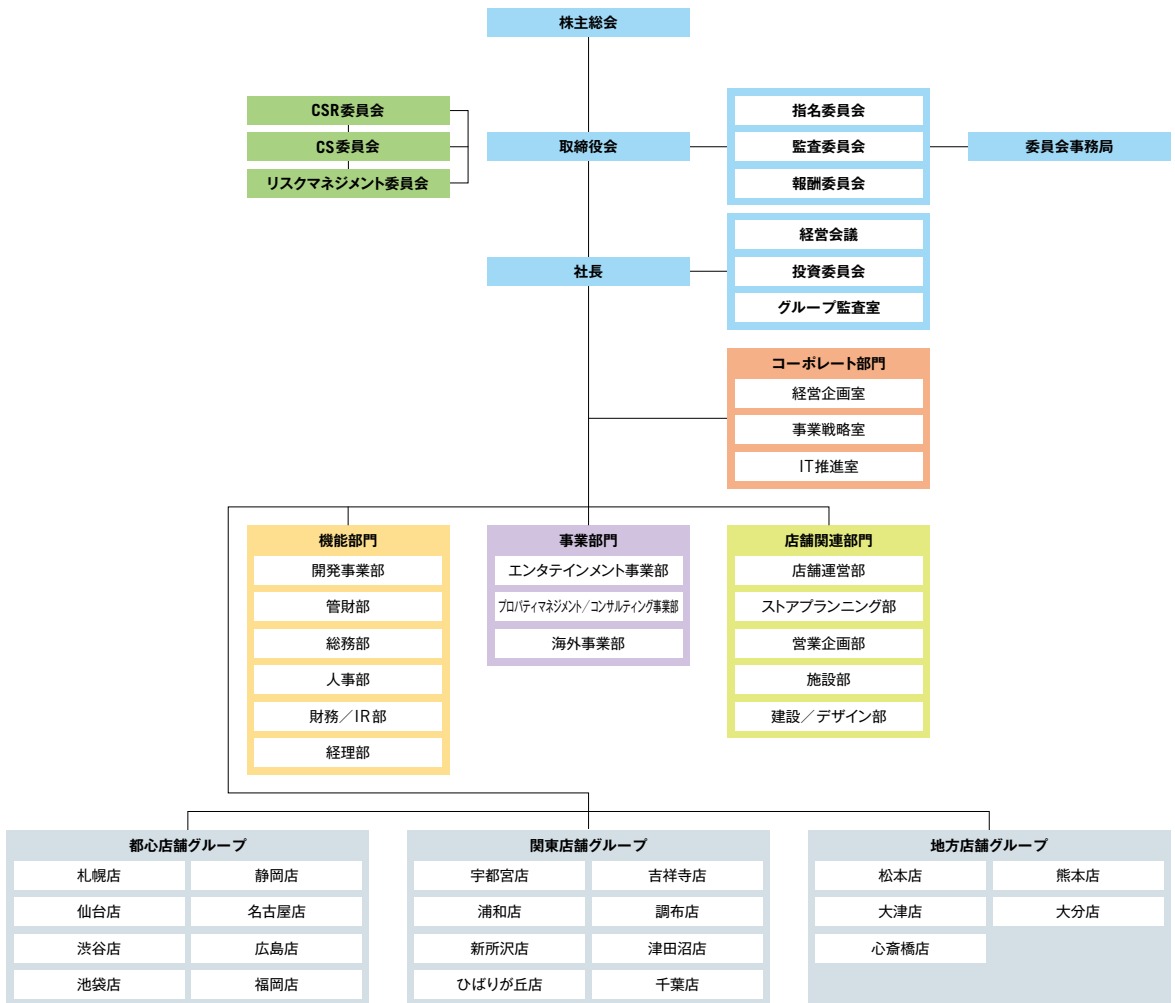 株主総会
CSR委員会
CS委員会
リスクマネジメント委員会
取締役会
指名委員会
監査委員会
報酬委員会
委員会事務局
社長
経営会議
投資委員会
グループ監査室
コーポレート部門
経営企画室
事業戦略室
IT推進室
機能部門
開発事業部
管財部
総務部
人事部
財務／IR部
経理部
事業部門
エンタテインメント事業部
プロパティマネジメント／コンサルティング事業部
海外事業部
店舗関連部門
店舗運営部
ストアプランニング部
営業企画部
施設部
建設／デザイン部
都心店舗グループ
札幌店 静岡店
仙台店 名古屋店
渋谷店 広島店
池袋店 福岡店
関東店舗グループ
宇都宮店 吉祥寺店
浦和店 調布店
新所沢店 津田沼店
ひばりが丘店 千葉店
地方店舗グループ
松本店 熊本店
大津店 大分店
心斎橋店